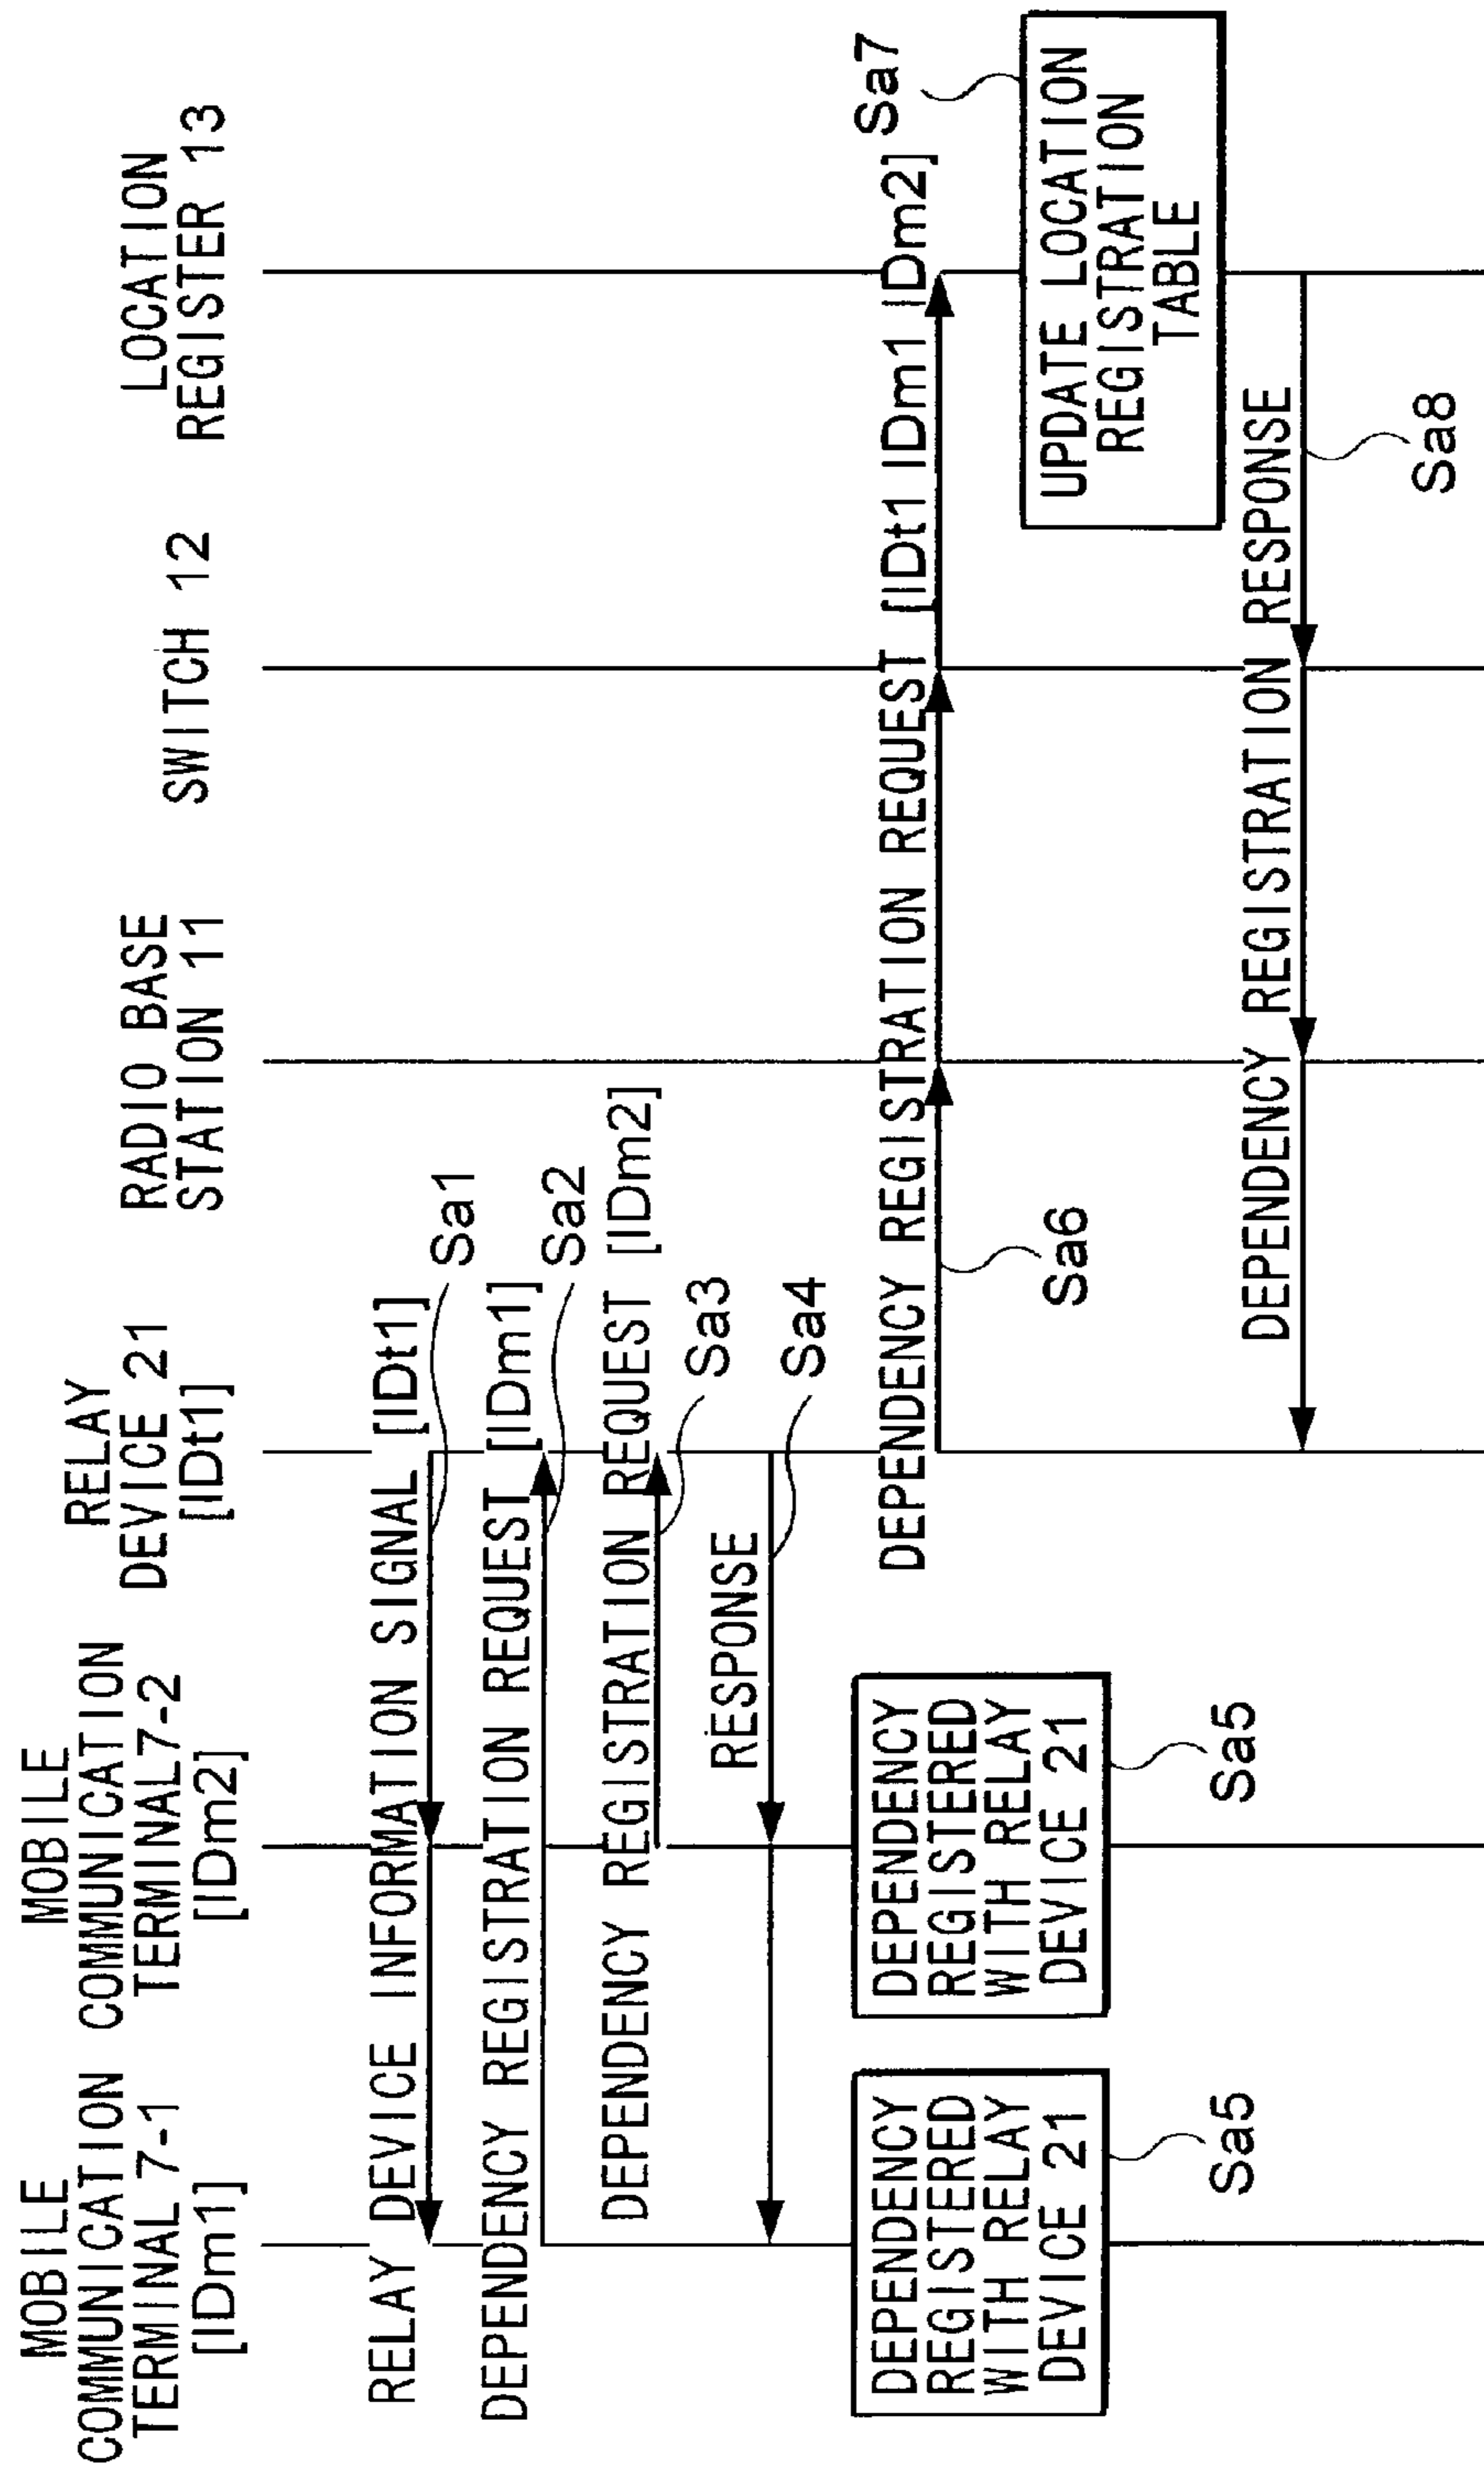 MOBILE
COMMUNICATION
TERMINAL 7-1
[IDm1]
MOBILE
COMMUNICATION
TERMINAL7-2
[IDm2]
RELAY
DEVICE 21
[IDt1]
RADIO BASE
STATION 11
SWITCH 12
LOCATION
REGISTER 13
RELAY DEVICE INFORMATION SIGNAL [IDt1]
Sa1
DEPENDENCY REGISTRATION REQUEST [IDm1]
Sa2
DEPENDENCY REGISTRATION REQUEST [IDm2]
Sa3
RESPONSE
Sa4
DEPENDENCY
REGISTERED
WITH RELAY
DEVICE 21
Sa5
DEPENDENCY
REGISTERED
WITH RELAY
DEVICE 21
Sa5
DEPENDENCY REGISTRATION REQUEST [IDt1 IDm1 IDm2]
Sa6
Sa7
UPDATE LOCATION
REGISTRATION
TABLE
DEPENDENCY REGISTRATION RESPONSE
Sa8